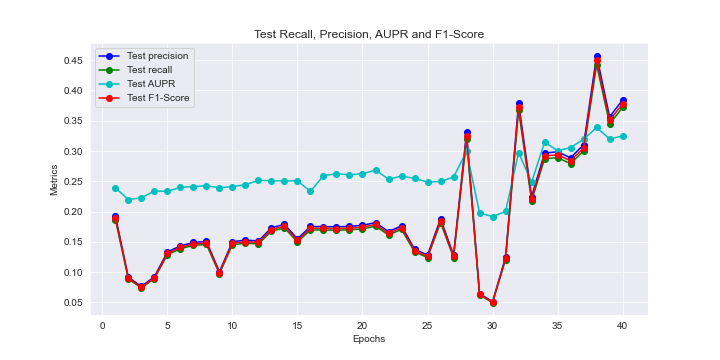 Test Recall, Precision, AUPR and F1-Score
Test precision
Test recall
Test AUPR
Test F1-Score
Metrics
0.45
0.40
0.35
0.30
0.25
0.20
0.15
0.10
0.05
0 5 10 15 20 25 30 35 40
Epochs